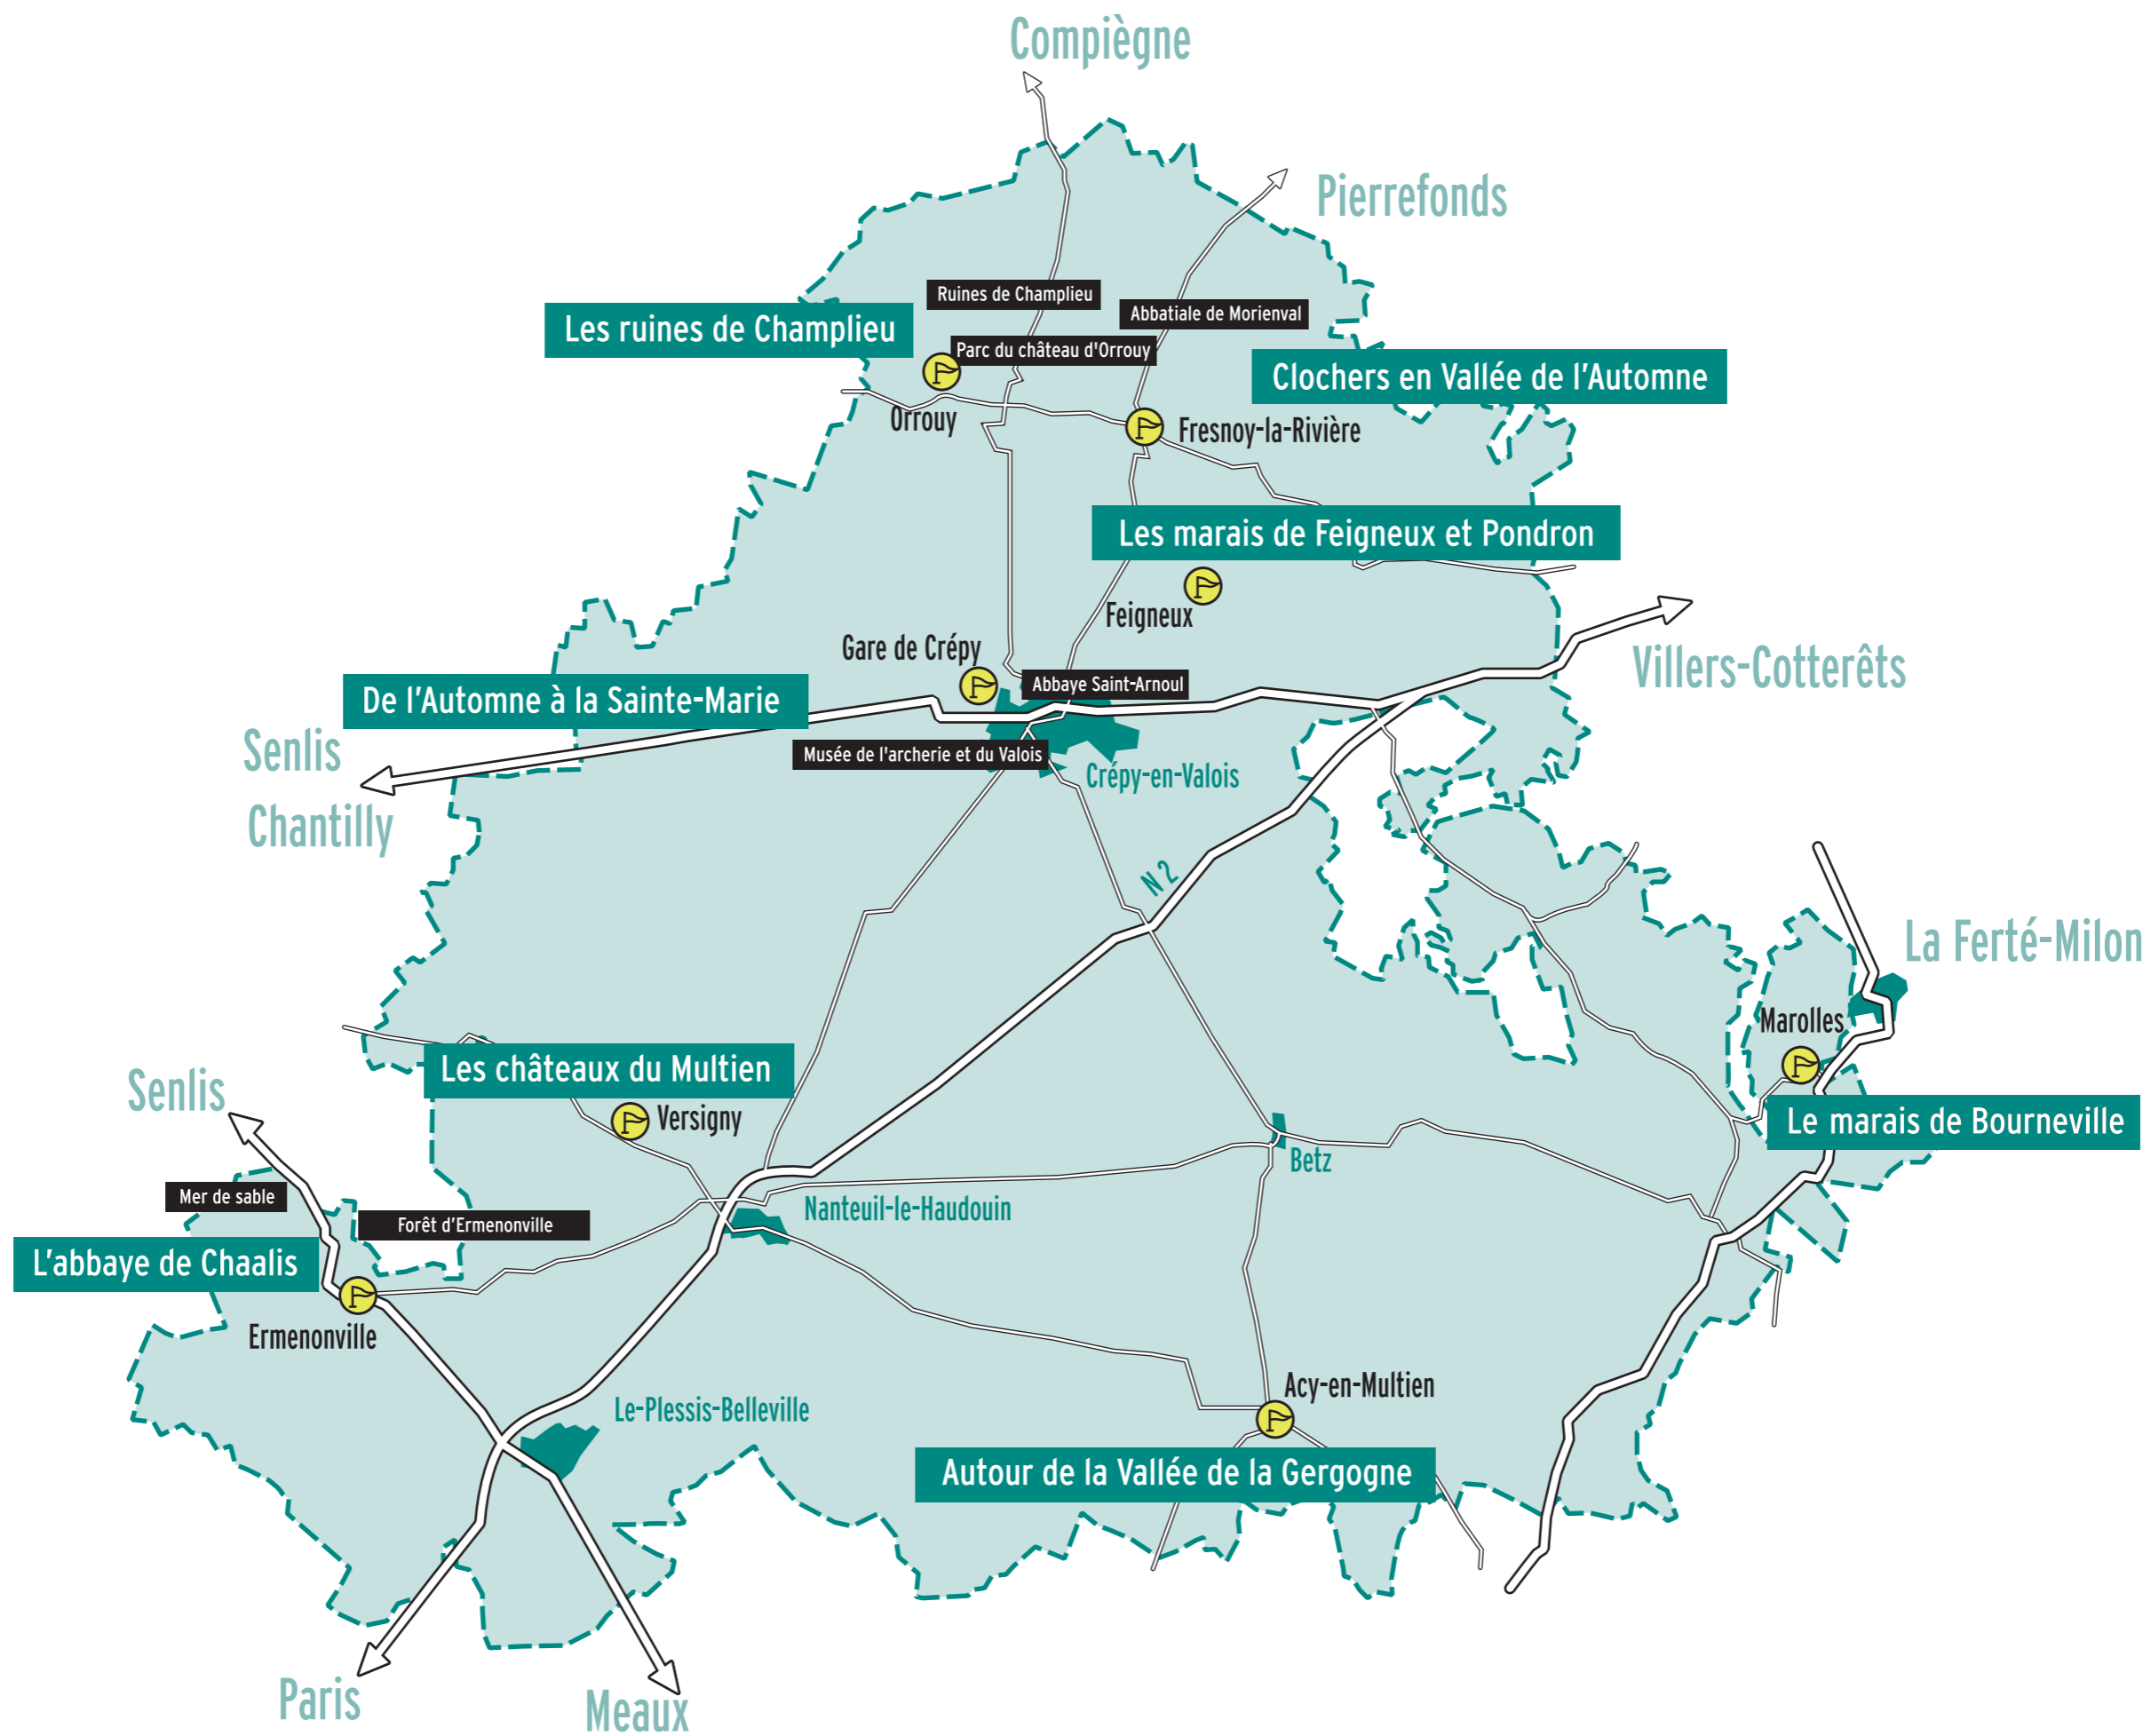 Compiègne
Pierrefonds
Ruines de Champlieu
Abbatiale de Morienval
Les ruines de Champlieu
Parc du château d'Orrouy
Clochers en Vallée de l'Automne
Orrouy
Fresnoy-la-Rivière
Les marais de Feigneux et Pondron
Feigneux
Gare de Crépy
Villers-Cotterêts
Abbaye Saint-Arnoul
De l'Automne à la Sainte-Marie
Senlis
Musée de l'archerie et du Valois
Crépy-en-Valois
Chantilly
N 2
La Ferté-Milon
Marolles
Les châteaux du Multien
Senlis
Versigny
Le marais de Bourneville
Betz
Mer de sable
Nanteuil-le-Haudouin
Forêt d'Ermenonville
L'abbaye de Chaalis
Ermenonville
Acy-en-Multien
Le-Plessis-Belleville
Autour de la Vallée de la Gergogne
Paris
Meaux